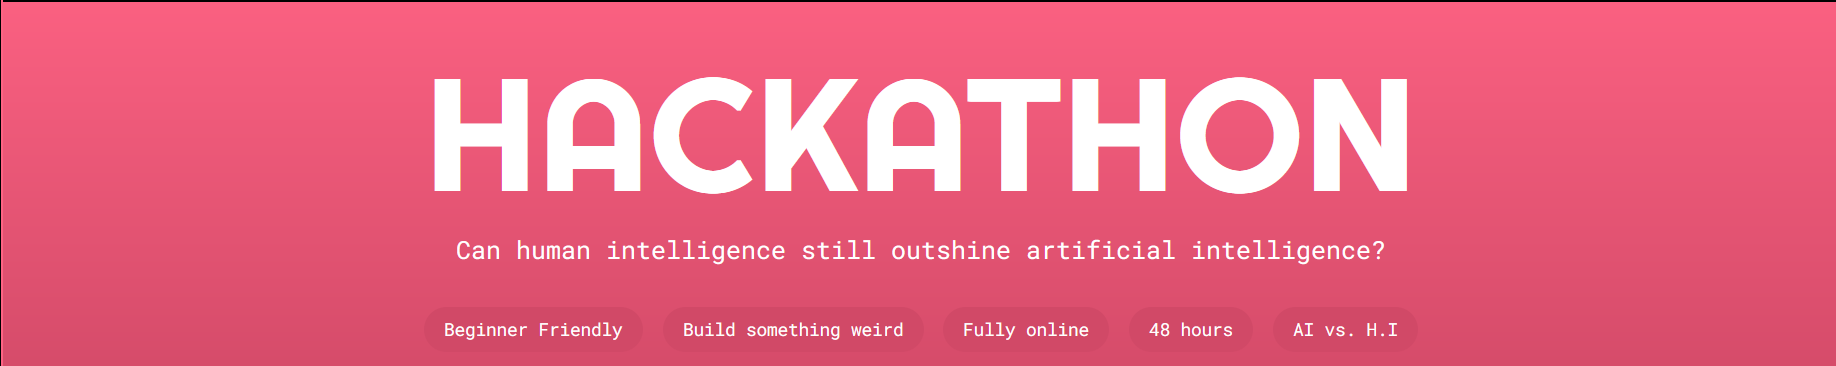 HACKATHON
Can human intelligence still outshine artificial intelligence?
Beginner Friendly Build something weird Fully online 48 hours AI vs. H.I